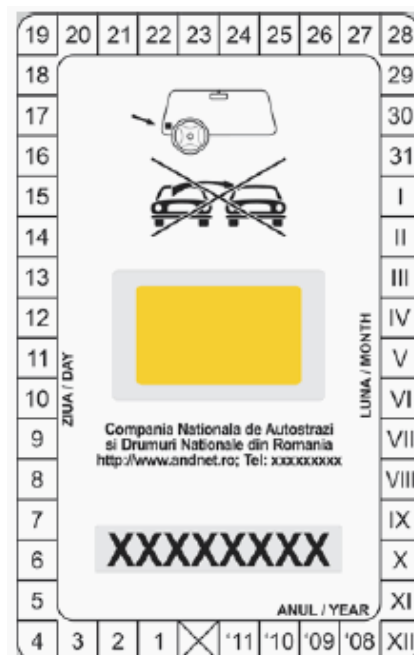 19 20 21 22 23 24 25 26 27 28
18 29
17 30
16 31
15 I
14 II
13 III
12 IV
11 V
10 VI
9 VII
8 VIII
7 IX
6 X
5 XI
4 3 2 1 '11 '10 '09 '08 XII
ZIUA / DAY
LUNA / MONTH
Compania Nationala de Autostrazi
si Drumuri Nationale din Romania
http://www.andnet.ro; Tel: xxxxxxxxx
XXXXXXXX
ANUL / YEAR